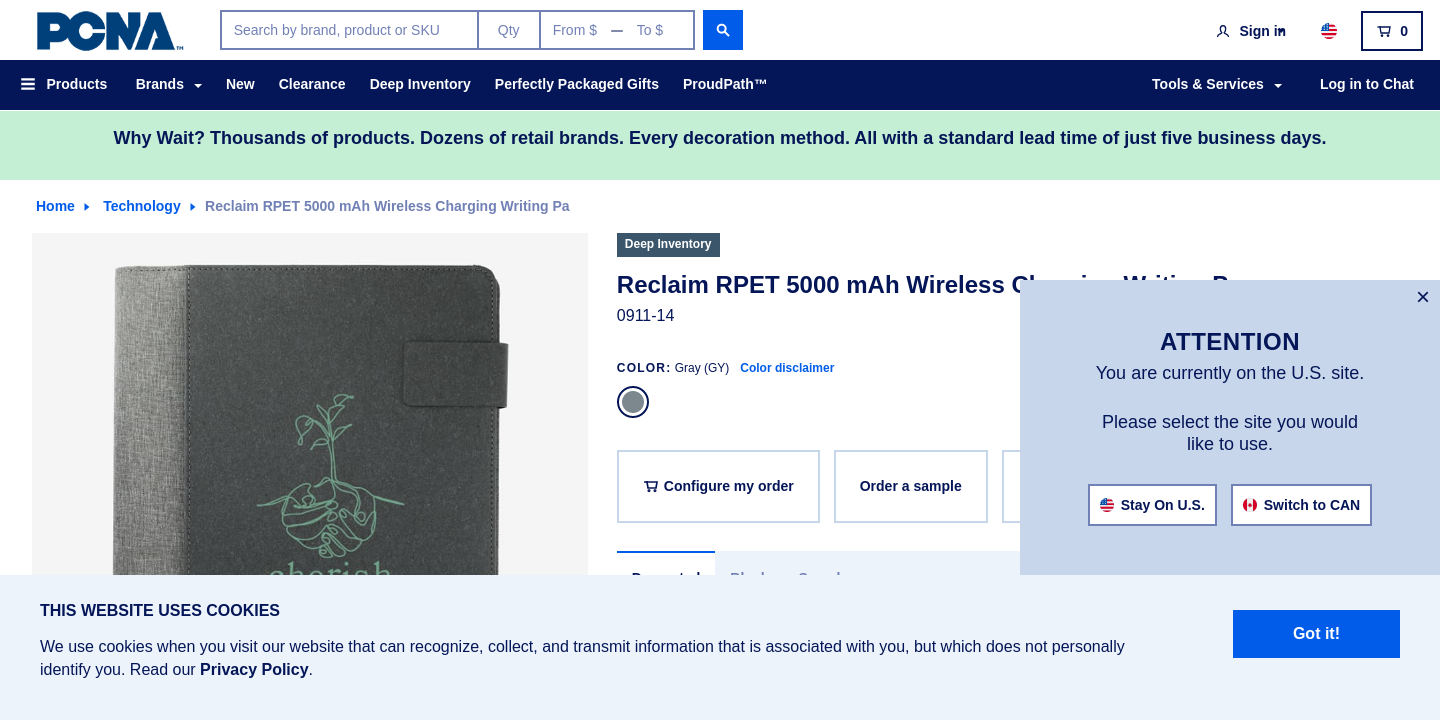 PCNA™
Search by brand, product or SKU
Qty
From $ — To $
Sign in
0
Products
Brands
New
Clearance
Deep Inventory
Perfectly Packaged Gifts
ProudPath™
Tools & Services
Log in to Chat
Why Wait? Thousands of products. Dozens of retail brands. Every decoration method. All with a standard lead time of just five business days.
Home
Technology
Reclaim RPET 5000 mAh Wireless Charging Writing Pa
Deep Inventory
Reclaim RPET 5000 mAh Wireless
0911-14
COLOR: Gray (GY) Color disclaimer
Configure my order
Order a sample
cherish
×
ATTENTION
You are currently on the U.S. site.
Please select the site you would
like to use.
Stay On U.S.
Switch to CAN
THIS WEBSITE USES COOKIES
We use cookies when you visit our website that can recognize, collect, and transmit information that is associated with you, but which does not personally
identify you. Read our Privacy Policy.
Got it!